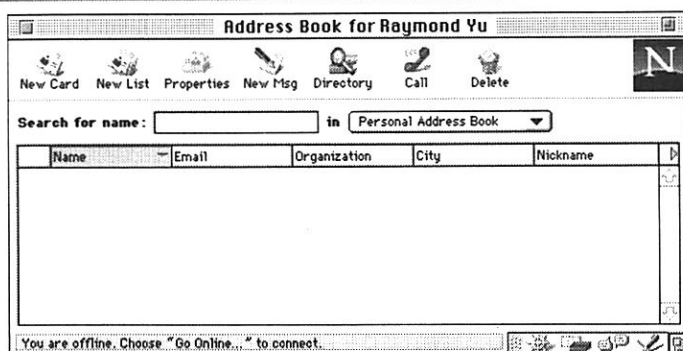 Address Book for Raymond Yu
New Card New List Properties New Msg Directory Call Delete
N
Search for name: in Personal Address Book
Name Email Organization City Nickname
You are offline. Choose "Go Online..." to connect.